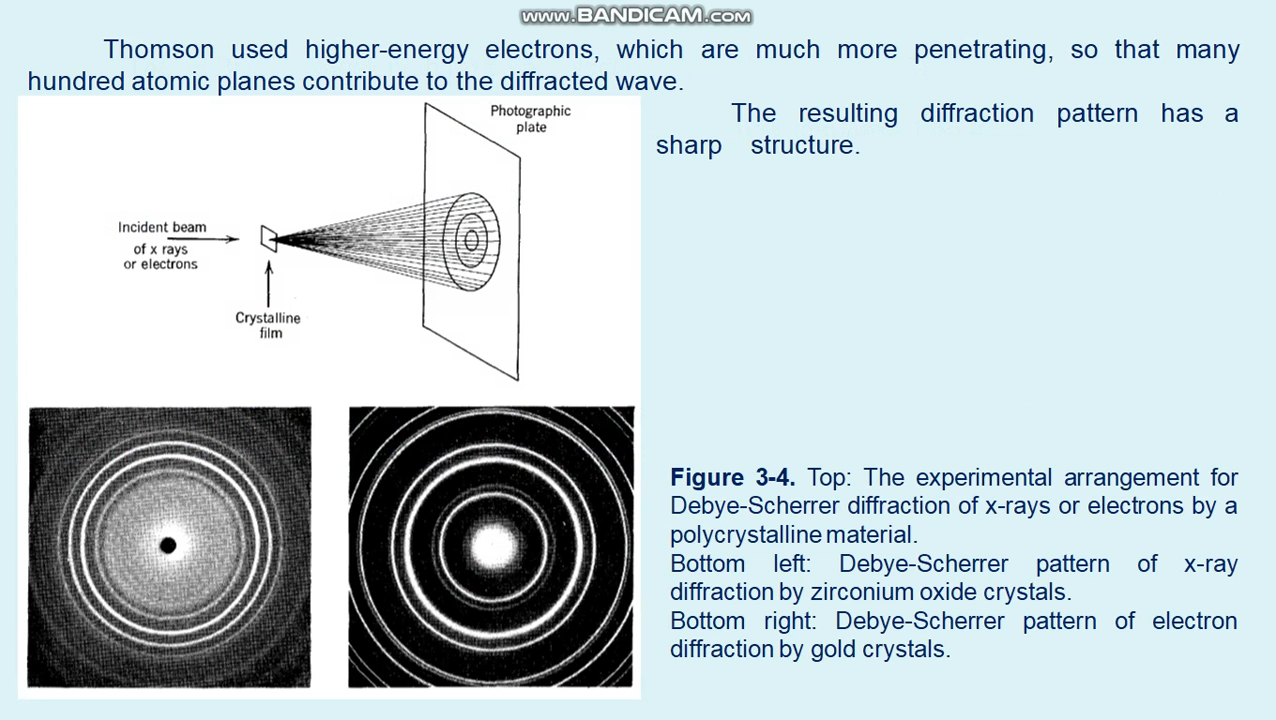 www.BANDICAM.com
Thomson used higher-energy electrons, which are much more penetrating, so that many
hundred atomic planes contribute to the diffracted wave.
The resulting diffraction pattern has a
sharp structure.
Photographic
plate
Incident beam
of x rays
or electrons
Crystalline
film
Figure 3-4. Top: The experimental arrangement for
Debye-Scherrer diffraction of x-rays or electrons by a
polycrystalline material.
Bottom left: Debye-Scherrer pattern of x-ray
diffraction by zirconium oxide crystals.
Bottom right: Debye-Scherrer pattern of electron
diffraction by gold crystals.